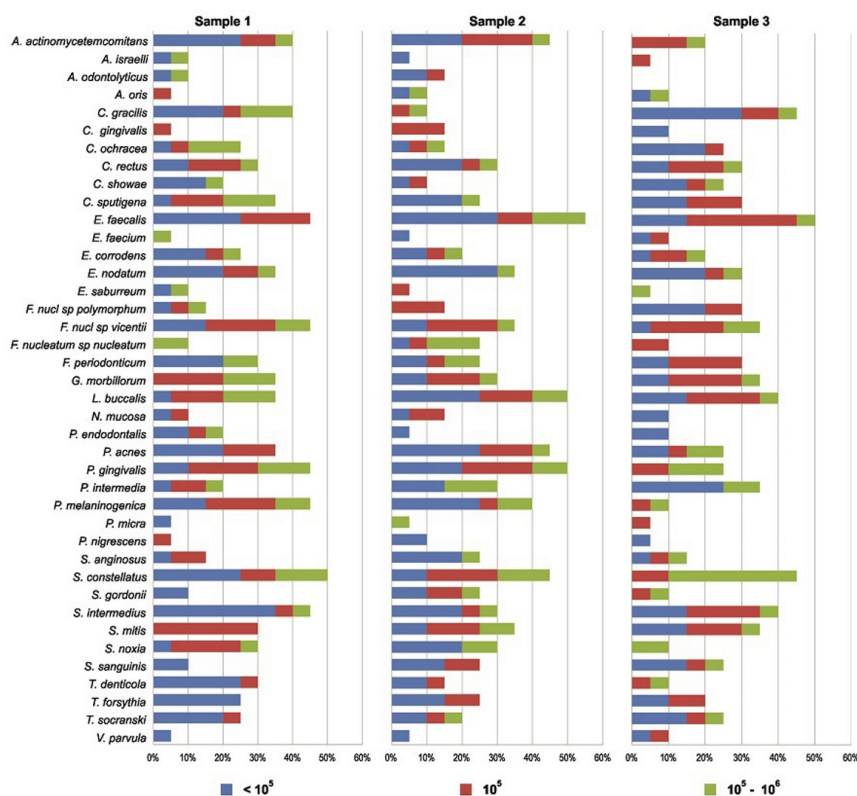 Sample 1 Sample 2 Sample 3
A. actinomycetemcomitans
A. israelli
A. odontolyticus
A. oris
C. gracilis
C. gingivalis
C. ochracea
C. rectus
C. showae
C. sputigena
E. faecalis
E. faecium
E. corrodens
E. nodatum
E. saburreum
F. nucl sp polymorphum
F. nucl sp vicentii
F. nucleatum sp nucleatum
F. periodonticum
G. morbillorum
L. buccalis
N. mucosa
P. endodontalis
P. acnes
P. gingivalis
P. intermedia
P. melaninogenica
P. micra
P. nigrescens
S. anginosus
S. constellatus
S. gordonii
S. intermedius
S. mitis
S. noxia
S. sanguinis
T. denticola
T. forsythia
T. socranski
V. parvula
0% 10% 20% 30% 40% 50% 60% 0% 10% 20% 30% 40% 50% 60% 0% 10% 20% 30% 40% 50% 60%
< 10⁵ 10⁵ 10⁵ - 10⁶